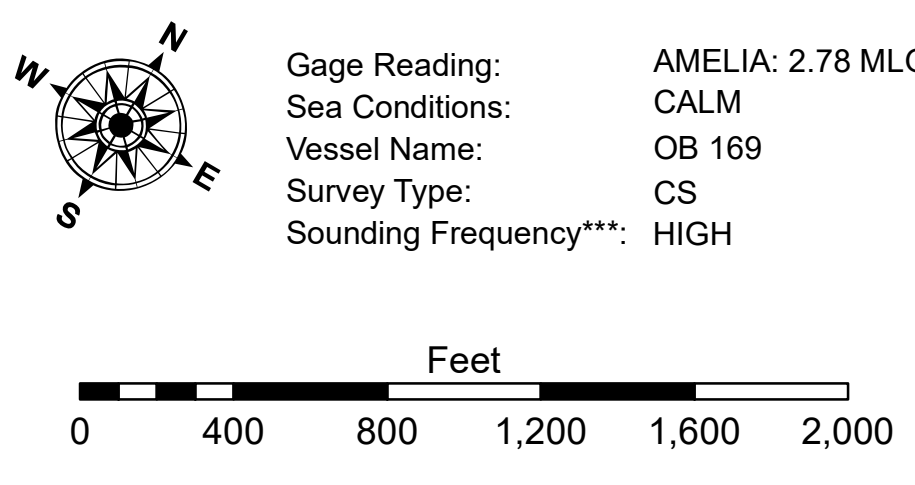 N
W
E
S
Gage Reading: AMELIA: 2.78
Sea Conditions: CALM
Vessel Name: OB 169
Survey Type: CS
Sounding Frequency***: HIGH
Feet
0 400 800 1,200 1,600 2,000